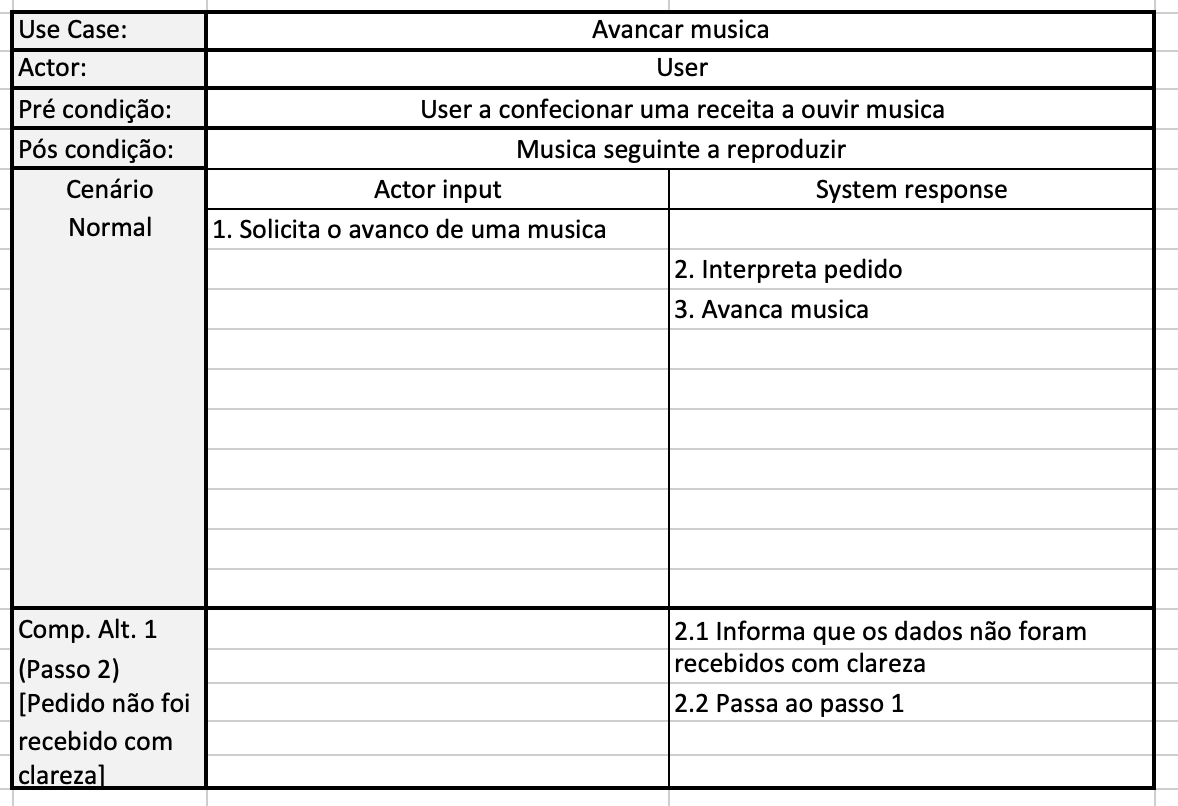 Use Case: Avancar musica
Actor: User
Pré condição: User a confecionar uma receita a ouvir musica
Pós condição: Musica seguinte a reproduzir
Cenário Normal
Actor input System response
1. Solicita o avanco de uma musica
2. Interpreta pedido
3. Avanca musica
Comp. Alt. 1
(Passo 2)
[Pedido não foi
recebido com
clareza]
2.1 Informa que os dados não foram
recebidos com clareza
2.2 Passa ao passo 1